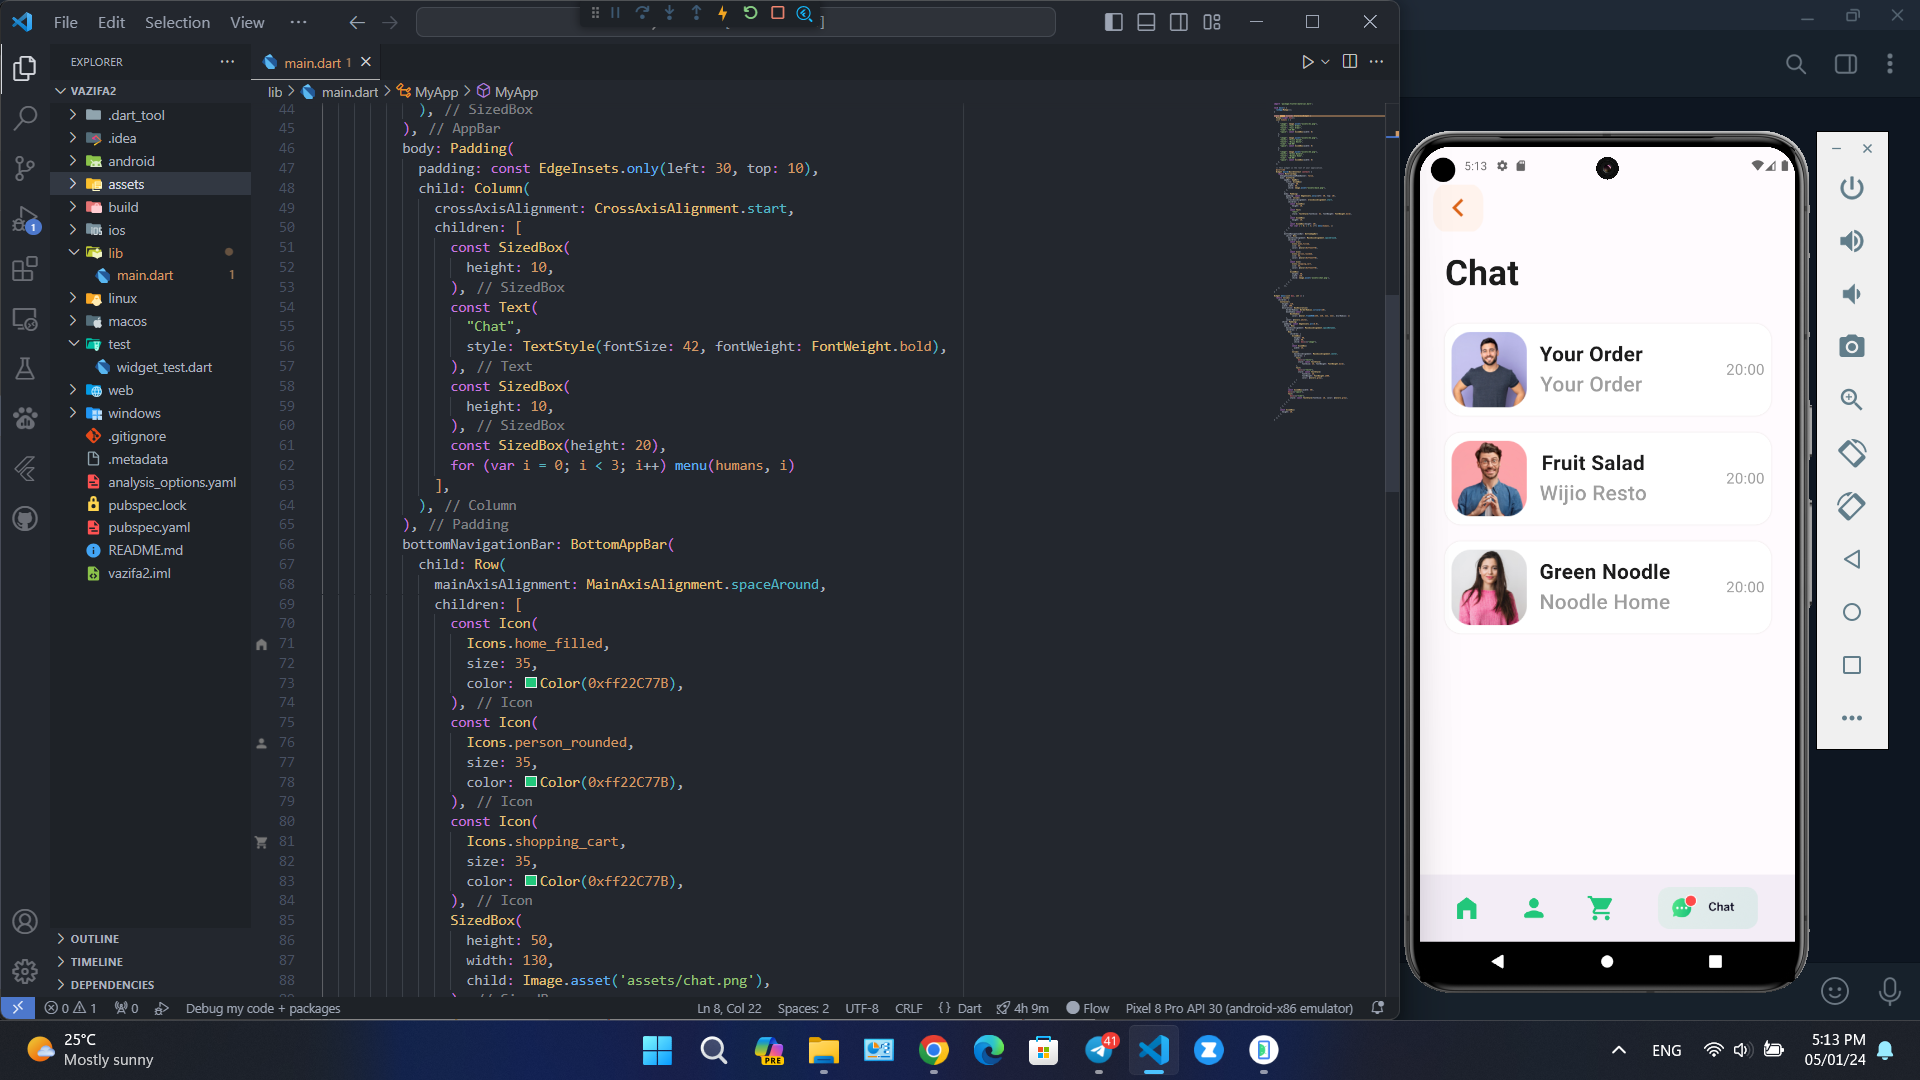 File Edit Selection View ···
EXPLORER
main.dart 1
VAZIFA2
lib > main.dart > MyApp > MyApp
.dart_tool
.idea
android
assets
build
ios
lib
main.dart 1
linux
macos
test
widget_test.dart
web
windows
.gitignore
.metadata
analysis_options.yaml
pubspec.lock
pubspec.yaml
README.md
vazifa2.iml
OUTLINE
TIMELINE
DEPENDENCIES
1
44 ), // SizedBox
45 ), // AppBar
46 body: Padding(
47 padding: const EdgeInsets.only(left: 30, top: 10),
48 child: Column(
49 crossAxisAlignment: CrossAxisAlignment.start,
50 children: [
51 const SizedBox(
52 height: 10,
53 ), // SizedBox
54 const Text(
55 "Chat",
56 style: TextStyle(fontSize: 42, fontWeight: FontWeight.bold),
57 ), // Text
58 const SizedBox(
59 height: 10,
60 ), // SizedBox
61 const SizedBox(height: 20),
62 for (var i = 0; i < 3; i++) menu(humans, i)
63 ],
64 ), // Column
65 ), // Padding
66 bottomNavigationBar: BottomAppBar(
67 child: Row(
68 mainAxisAlignment: MainAxisAlignment.spaceAround,
69 children: [
70 const Icon(
71 Icons.home_filled,
72 size: 35,
73 color: Color(0xff22C77B),
74 ), // Icon
75 const Icon(
76 Icons.person_rounded,
77 size: 35,
78 color: Color(0xff22C77B),
79 ), // Icon
80 const Icon(
81 Icons.shopping_cart,
82 size: 35,
83 color: Color(0xff22C77B),
84 ), // Icon
85 SizedBox(
86 height: 50,
87 width: 130,
88 child: Image.asset('assets/chat.png'),
0 1 0 Debug my code + packages Ln 8, Col 22 Spaces: 2 UTF-8 CRLF {} Dart 4h 9m Flow Pixel 8 Pro API 30 (android-x86 emulator)
5:13
Chat
Your Order
Your Order
20:00
Fruit Salad
Wijio Resto
20:00
Green Noodle
Noodle Home
20:00
Chat
25°C
Mostly sunny
PRE
41
ENG
5:13 PM
05/01/24